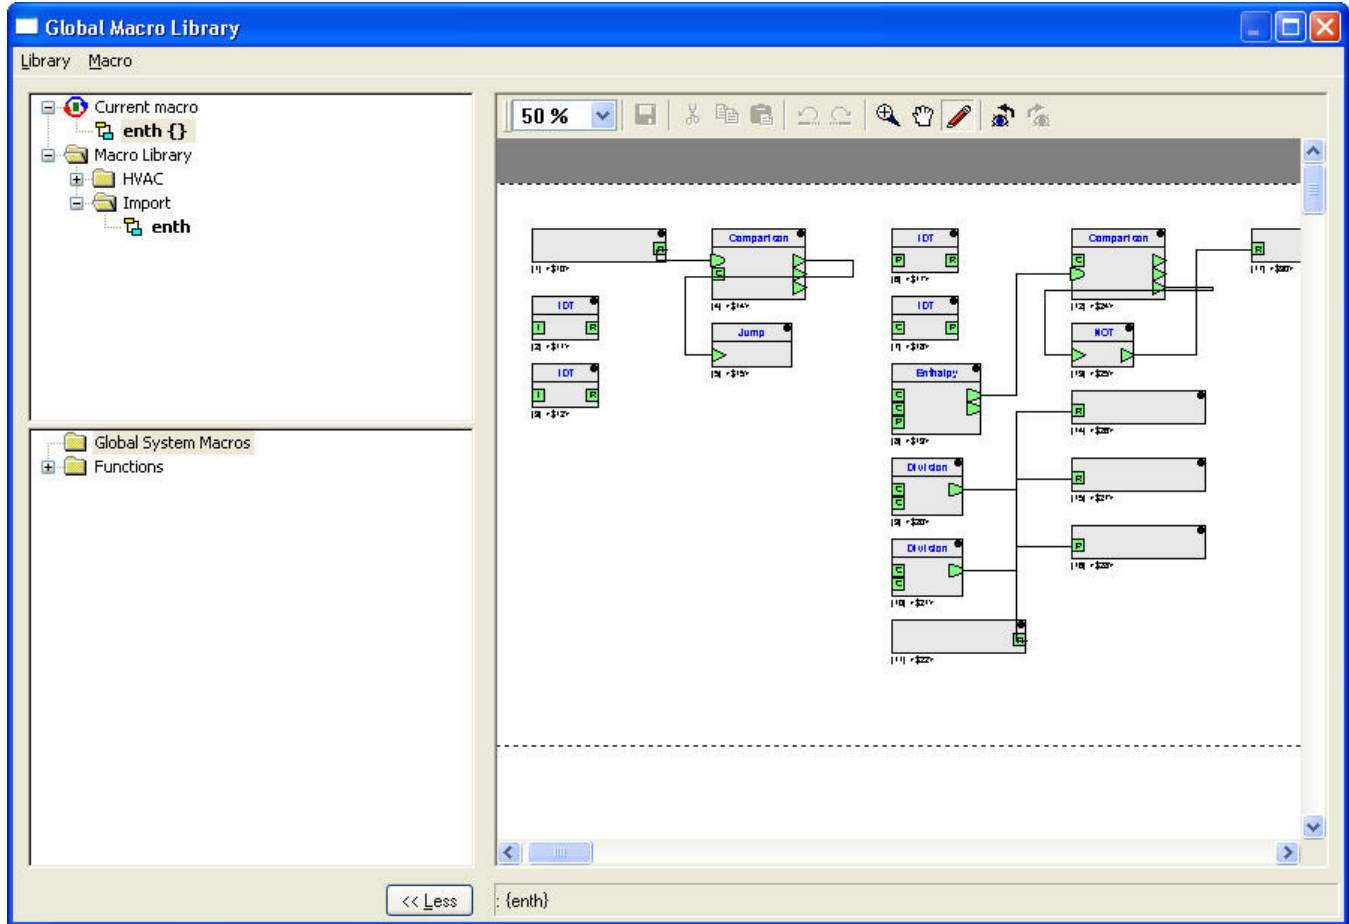 Global Macro Library
Library Macro
Current macro
enth {}
Macro Library
HVAC
Import
enth
Global System Macros
Functions
<< Less
50 %
Comparison
IDT
Comparison
R
P R
C
R
C
IDT
IDT
I R
Jump
C P
NOT
IDT
Enthalpy
I R
C
C
P
R
Division
C
C
R
Division
C
C
P
: {enth}